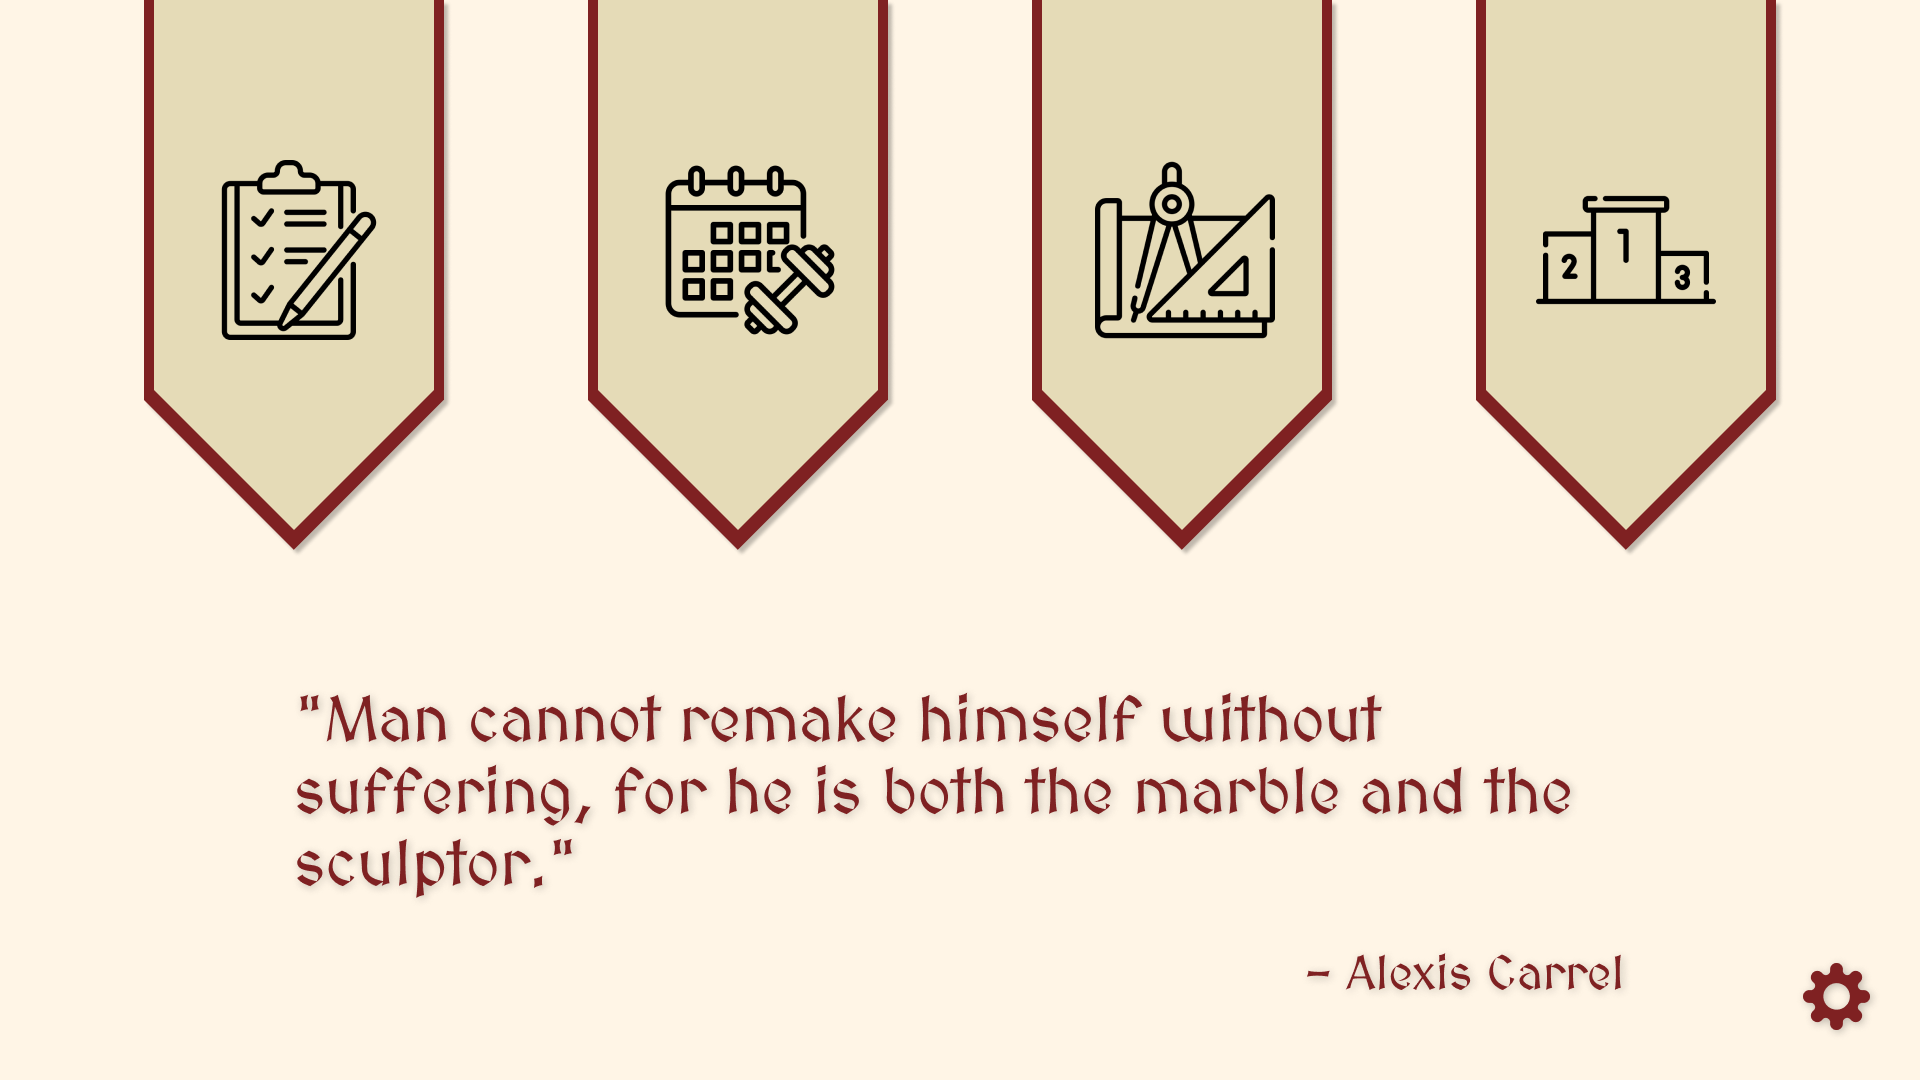 2 1 3
"Man cannot remake himself without
suffering, for he is both the marble and the
sculptor."
- Alexis Carrel